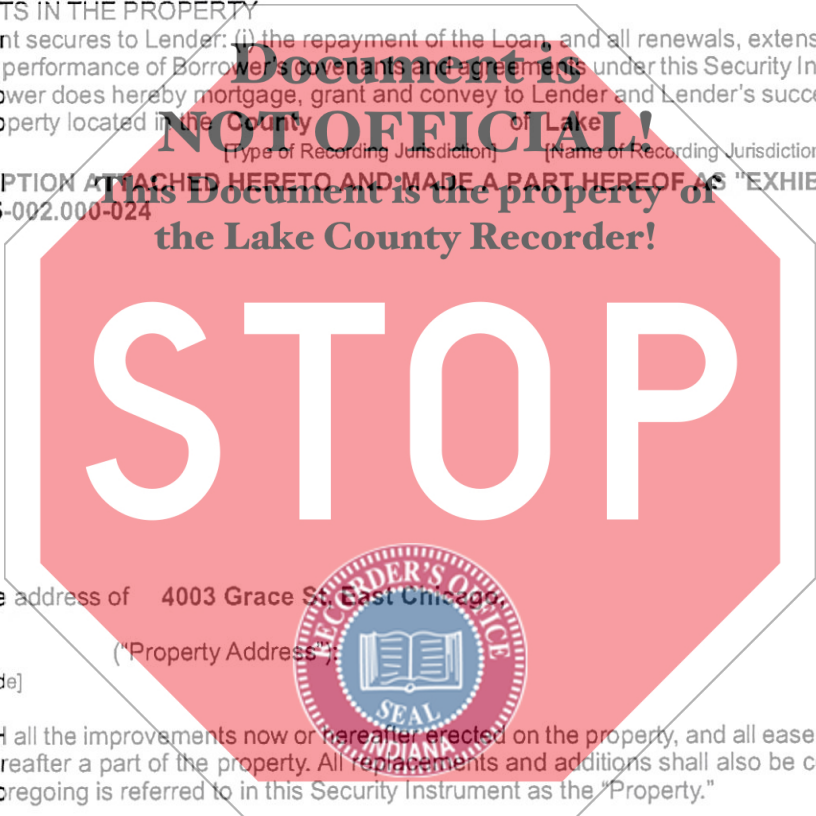 TS IN THE PROPERTY
nt secures to Lender: (i) the repayment of the Loan, and all renewals, extens
Document is
performance of Borrower's covenants and agreements under this Security In
ower does hereby mortgage, grant and convey to Lender and Lender's succe
operty located in the County of Lake
NOT OFFICIAL!
[Type of Recording Jurisdiction] [Name of Recording Jurisdiction
PTION ATTACHED HERETO AND MADE A PART HEREOF AS "EXHIB
This Document is the property of
-002.000-024
the Lake County Recorder!
STOP
RECORDER'S OFFICE
e address of 4003 Grace St, East Chicago,
("Property Address"):
de]
SEAL
INDIANA
all the improvements now or hereafter erected on the property, and all ease
reafter a part of the property. All replacements and additions shall also be c
oregoing is referred to in this Security Instrument as the "Property."